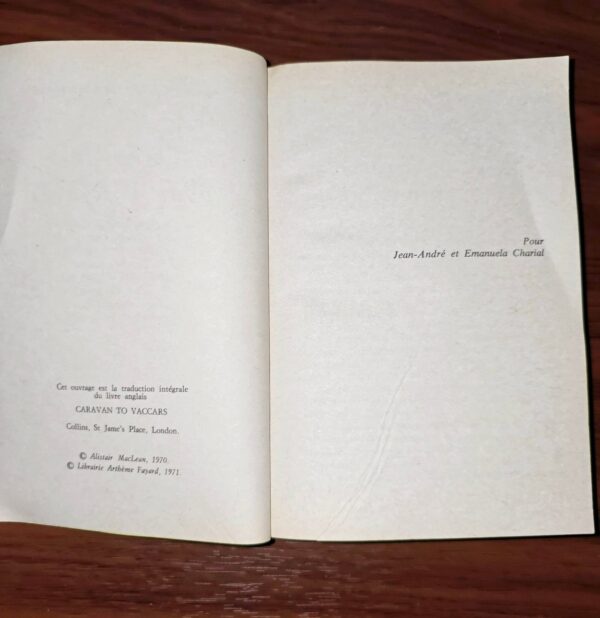 Cet ouvrage est la traduction intégrale
du livre anglais
CARAVAN TO VACCARS
Collins, St Jame's Place, London.
© Alistair MacLean, 1970.
© Librairie Arthème Fayard, 1971.
Pour
Jean-André et Emanuela Charial